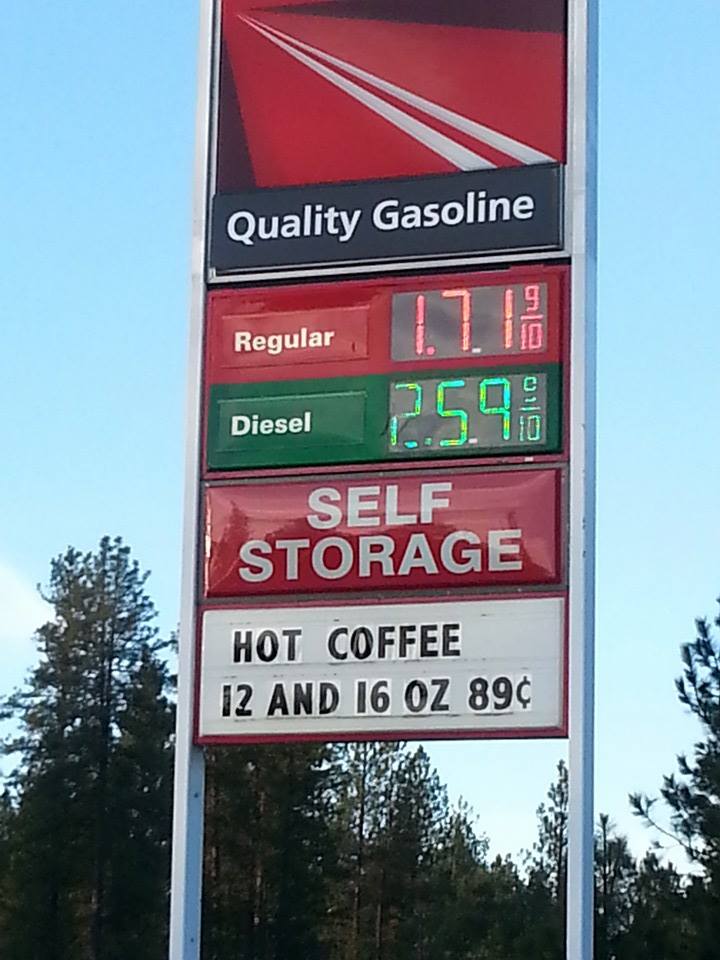 Quality Gasoline
Regular 1.71 9/10
Diesel 2.59 9/10
SELF
STORAGE
HOT COFFEE
12 AND 16 OZ 89¢